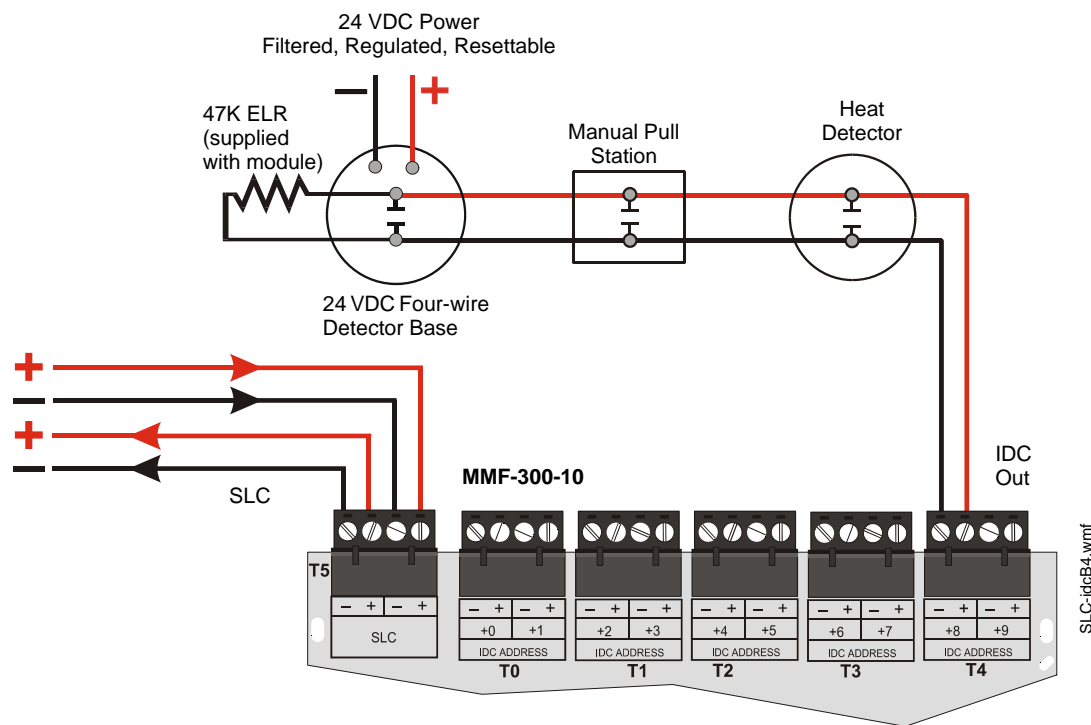 24 VDC Power
Filtered, Regulated, Resettable
− +
47K ELR
(supplied
with module)
Manual Pull
Station
Heat
Detector
24 VDC Four-wire
Detector Base
+
−
+
−
SLC
MMF-300-10
IDC
Out
T5
− + − +
SLC
− + − +
+0 +1
IDC ADDRESS
T0
− + − +
+2 +3
IDC ADDRESS
T1
− + − +
+4 +5
IDC ADDRESS
T2
− + − +
+6 +7
IDC ADDRESS
T3
− + − +
+8 +9
IDC ADDRESS
T4
SLC-idcB4.wmf